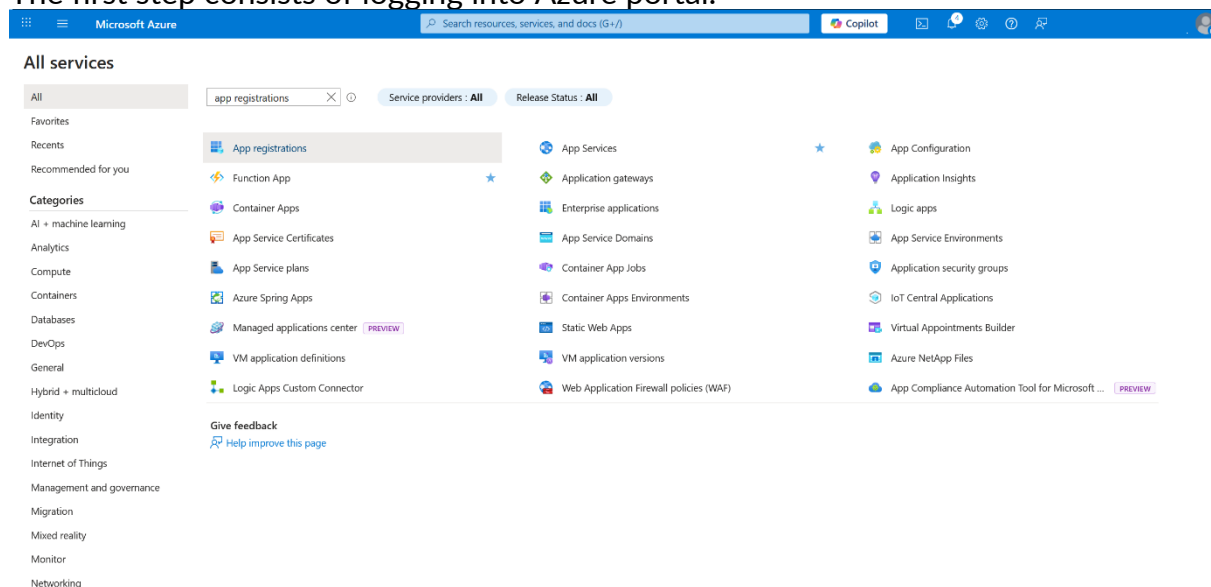 The first step consists of logging into Azure portal.
Microsoft Azure
Search resources, services, and docs (G+/)
Copilot
4
All services
All
Favorites
Recents
Recommended for you
Categories
AI + machine learning
Analytics
Compute
Containers
Databases
DevOps
General
Hybrid + multicloud
Identity
Integration
Internet of Things
Management and governance
Migration
Mixed reality
Monitor
Networking
app registrations
Service providers : All
Release Status : All
App registrations
App Services
App Configuration
Function App
Application gateways
Application Insights
Container Apps
Enterprise applications
Logic apps
App Service Certificates
App Service Domains
App Service Environments
App Service plans
Container App Jobs
Application security groups
Azure Spring Apps
Container Apps Environments
IoT Central Applications
Managed applications center PREVIEW
Static Web Apps
Virtual Appointments Builder
VM application definitions
VM application versions
Azure NetApp Files
Logic Apps Custom Connector
Web Application Firewall policies (WAF)
App Compliance Automation Tool for Microsoft ... PREVIEW
Give feedback
Help improve this page